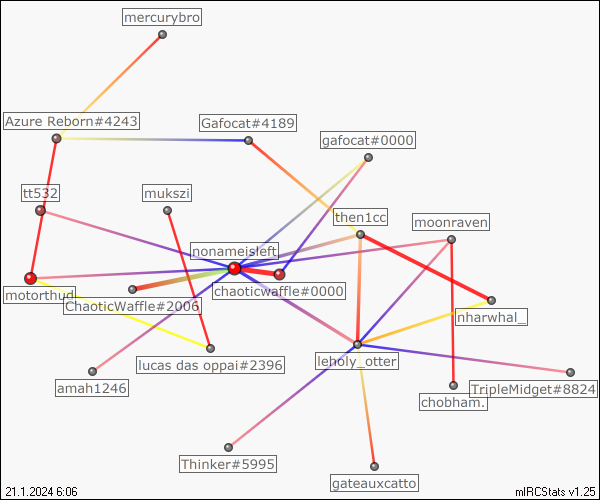 mercurybro
Azure Reborn#4243
Gafocat#4189
gafocat#0000
tt532
mukszi
then1cc
moonraven
nonameisleft
motorthud
chaoticwaffle#0000
ChaoticWaffle#2006
nharwhal_
lucas das oppai#2396
leholy_otter
amah1246
TripleMidget#8824
chobham.
Thinker#5995
gateauxcatto
21.1.2024 6:06
mIRCStats v1.25